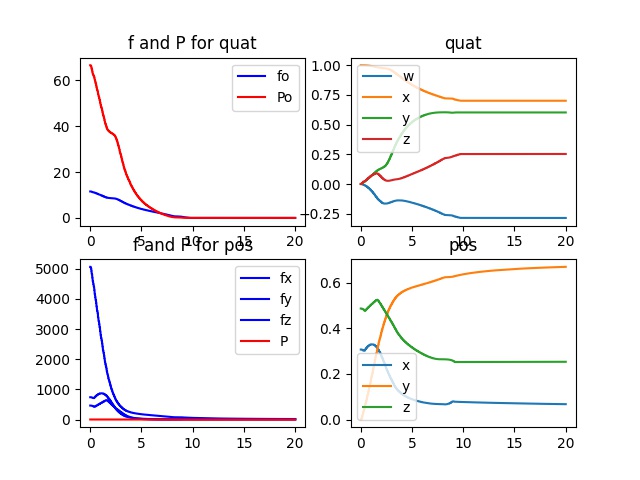 f and P for quat
60
40
20
0
0
5
10
15
20
fo
Po
quat
1.00
0.75
0.50
0.25
0.00
−0.25
0
5
10
15
20
w
x
y
z
f and P for pos
5000
4000
3000
2000
1000
0
0
5
10
15
20
fx
fy
fz
P
pos
0.6
0.4
0.2
0.0
0
5
10
15
20
x
y
z